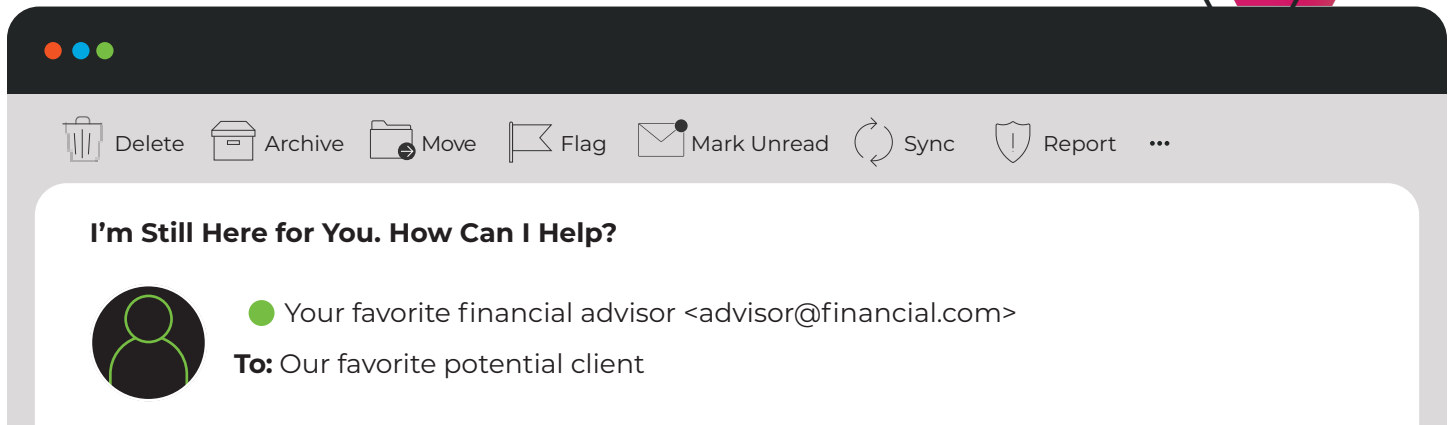 Delete Archive Move Flag Mark Unread Sync Report •••
I’m Still Here for You. How Can I Help?
Your favorite financial advisor <advisor@financial.com>
To: Our favorite potential client